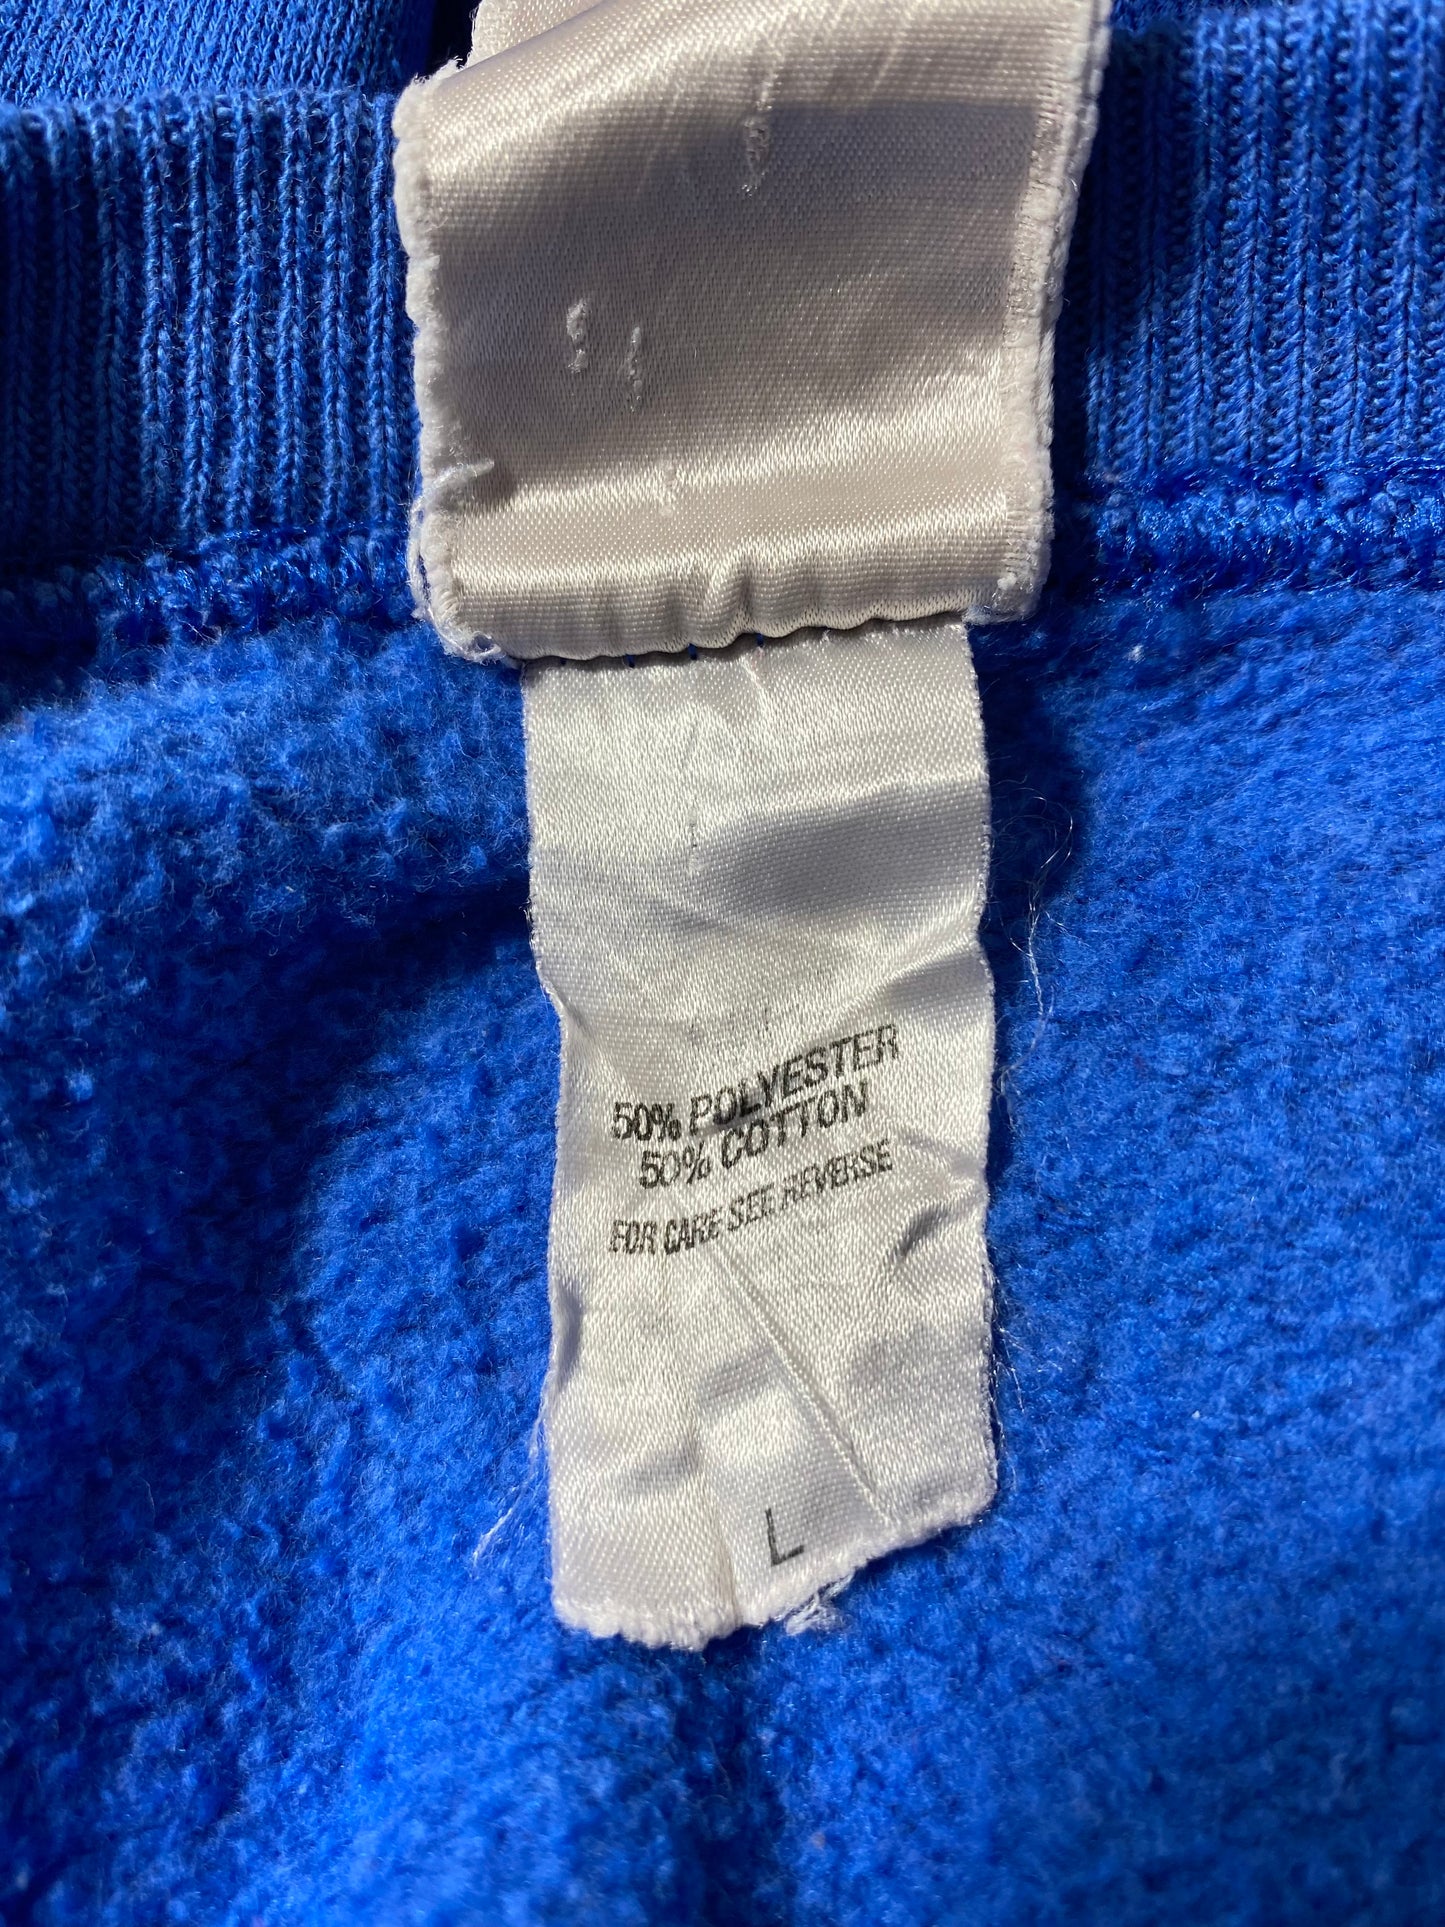 50% POLYESTER
50% COTTON
FOR CARE SEE REVERSE
L